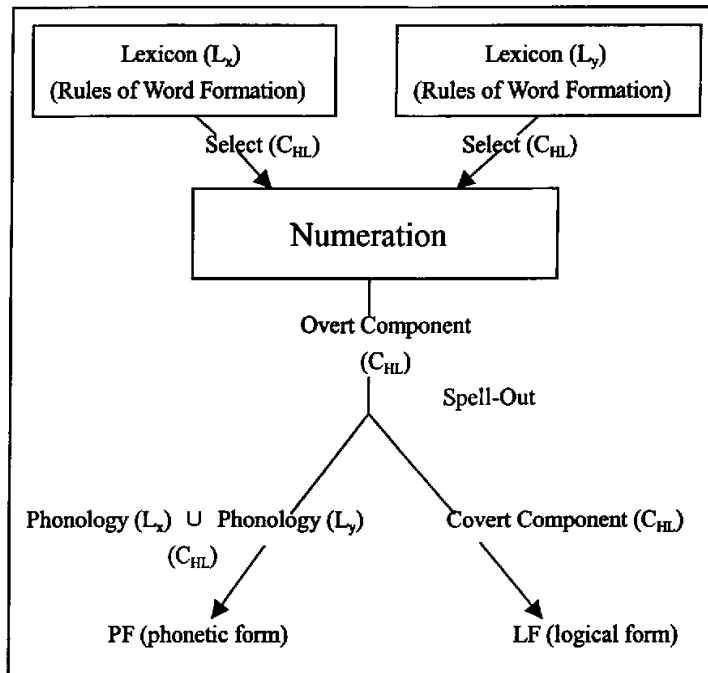 Lexicon (Lx)
(Rules of Word Formation)
Lexicon (Ly)
(Rules of Word Formation)
Select (CHL)
Select (CHL)
Numeration
Overt Component
(CHL)
Spell-Out
Phonology (Lx) ∪ Phonology (Ly)
(CHL)
Covert Component (CHL)
PF (phonetic form)
LF (logical form)